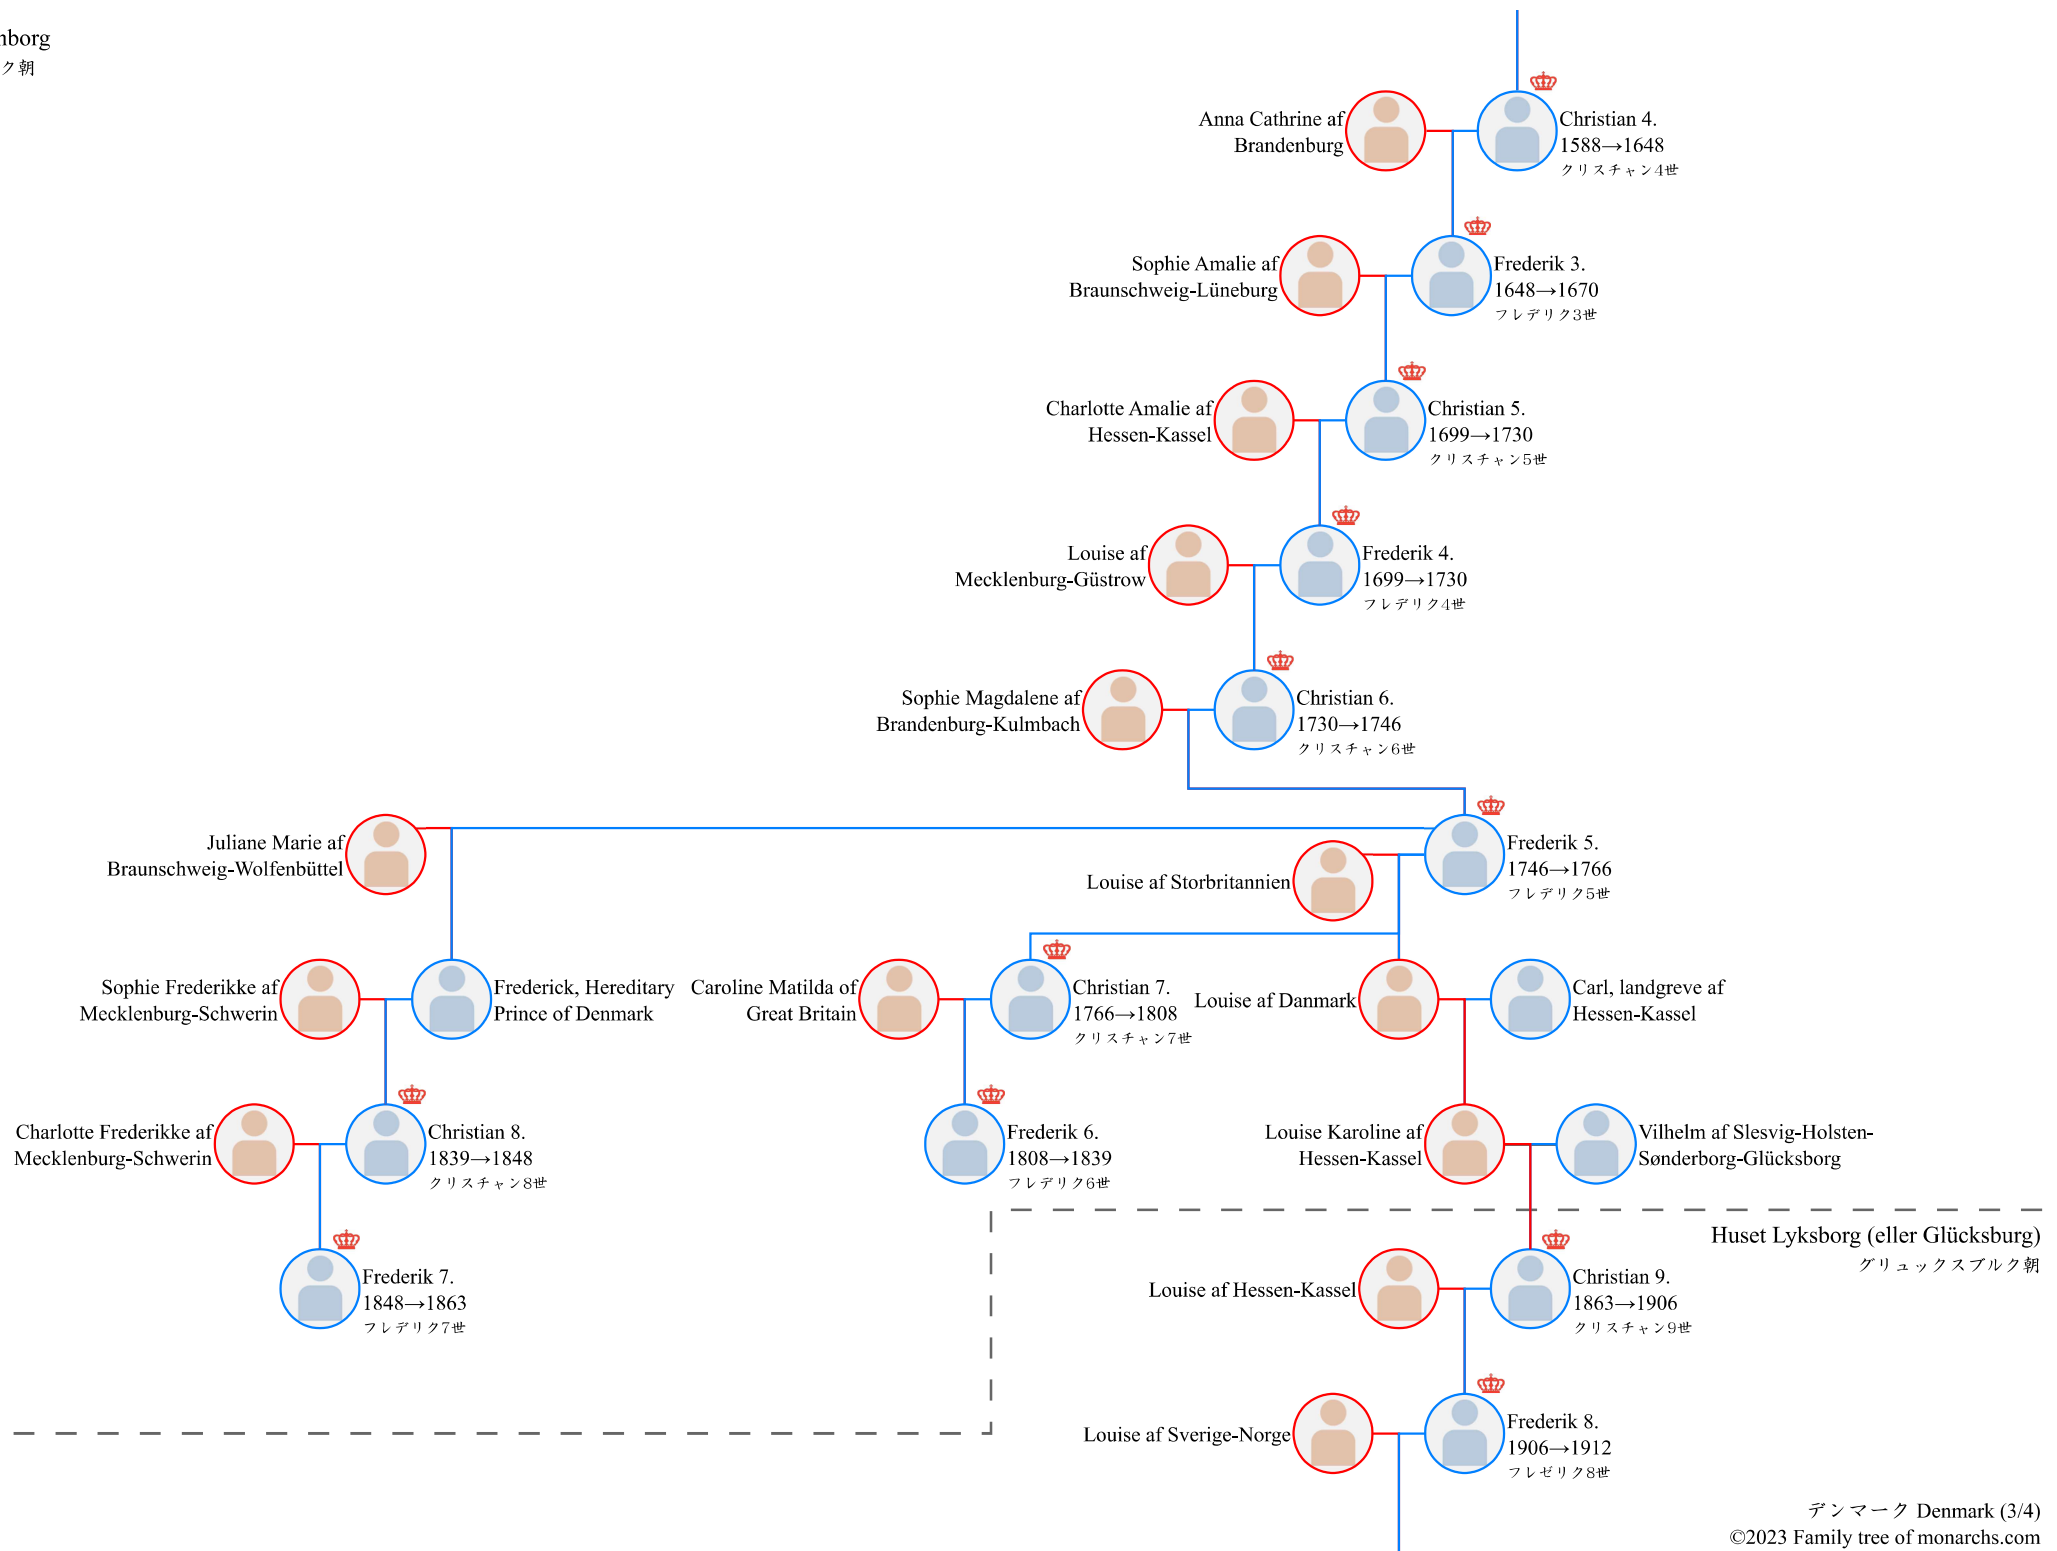 ク朝
Anna Cathrine af
Brandenburg
Christian 4.
1588→1648
クリスチャン4世
Sophie Amalie af
Braunschweig-Lüneburg
Frederik 3.
1648→1670
フレデリク3世
Charlotte Amalie af
Hessen-Kassel
Christian 5.
1699→1730
クリスチャン5世
Louise af
Mecklenburg-Güstrow
Frederik 4.
1699→1730
フレデリク4世
Sophie Magdalene af
Brandenburg-Kulmbach
Christian 6.
1730→1746
クリスチャン6世
Juliane Marie af
Braunschweig-Wolfenbüttel
Louise af Storbritannien
Frederik 5.
1746→1766
フレデリク5世
Sophie Frederikke af
Mecklenburg-Schwerin
Frederick, Hereditary
Prince of Denmark
Caroline Matilda of
Great Britain
Christian 7.
1766→1808
クリスチャン7世
Louise af Danmark
Carl, landgreve af
Hessen-Kassel
Charlotte Frederikke af
Mecklenburg-Schwerin
Christian 8.
1839→1848
クリスチャン8世
Frederik 6.
1808→1839
フレデリク6世
Louise Karoline af
Hessen-Kassel
Vilhelm af Slesvig-Holsten-
Sønderborg-Glücksborg
Huset Lyksborg (eller Glücksburg)
グリュックスブルク朝
Frederik 7.
1848→1863
フレデリク7世
Louise af Hessen-Kassel
Christian 9.
1863→1906
クリスチャン9世
Louise af Sverige-Norge
Frederik 8.
1906→1912
フレゼリク8世
デンマーク Denmark (3/4)
©2023 Family tree of monarchs.com